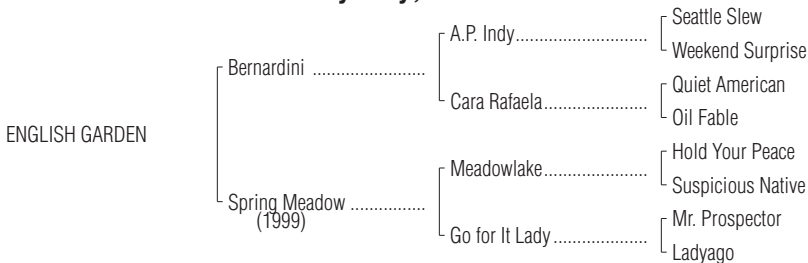 Seattle Slew
A.P. Indy
Weekend Surprise
Bernardini
Quiet American
Cara Rafaela
Oil Fable
ENGLISH GARDEN
Hold Your Peace
Meadowlake
Suspicious Native
Spring Meadow
(1999)
Mr. Prospector
Go for It Lady
Ladyago